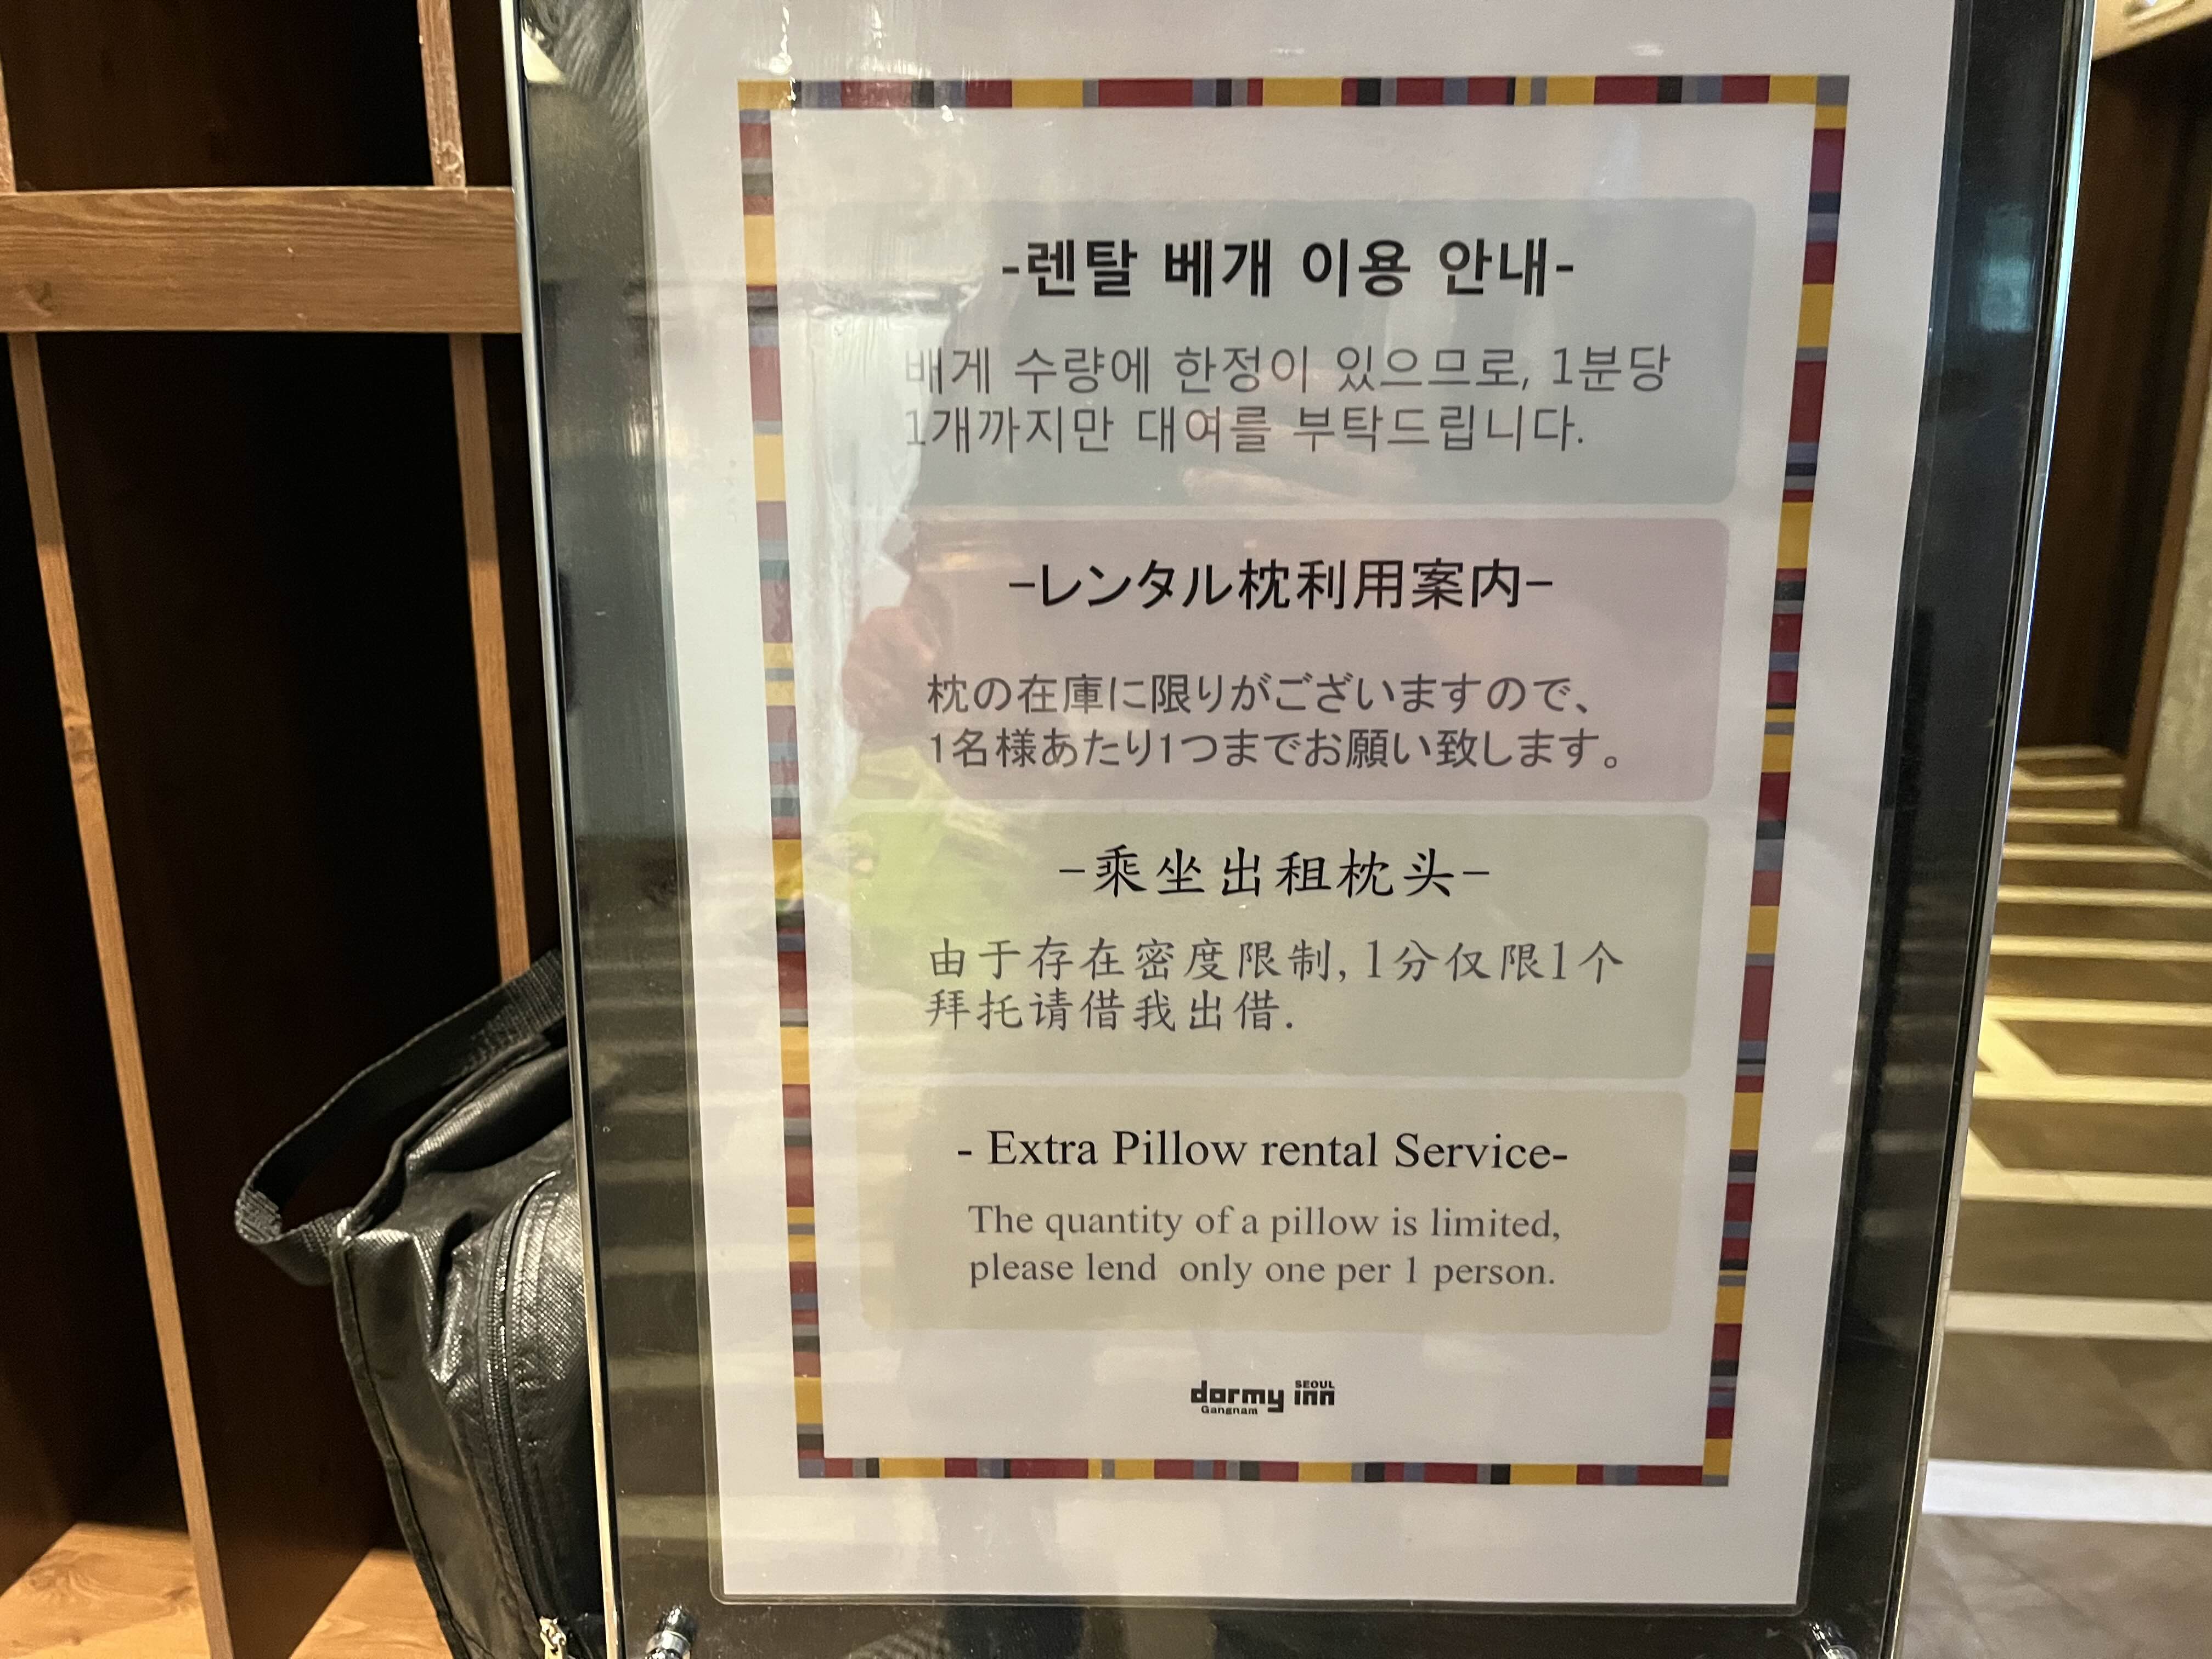 -렌탈 베개 이용 안내-
배게 수량에 한정이 있으므로, 1분당
1개까지만 대여를 부탁드립니다.
-レンタル枕利用案内-
枕の在庫に限りがございますので、
1名様あたり1つまでお願い致します。
-乘坐出租枕头-
由于存在密度限制, 1分仅限1个
拜托请借我出借.
- Extra Pillow rental Service-
The quantity of a pillow is limited,
please lend only one per 1 person.
dormy inn SEOUL
Gangnam